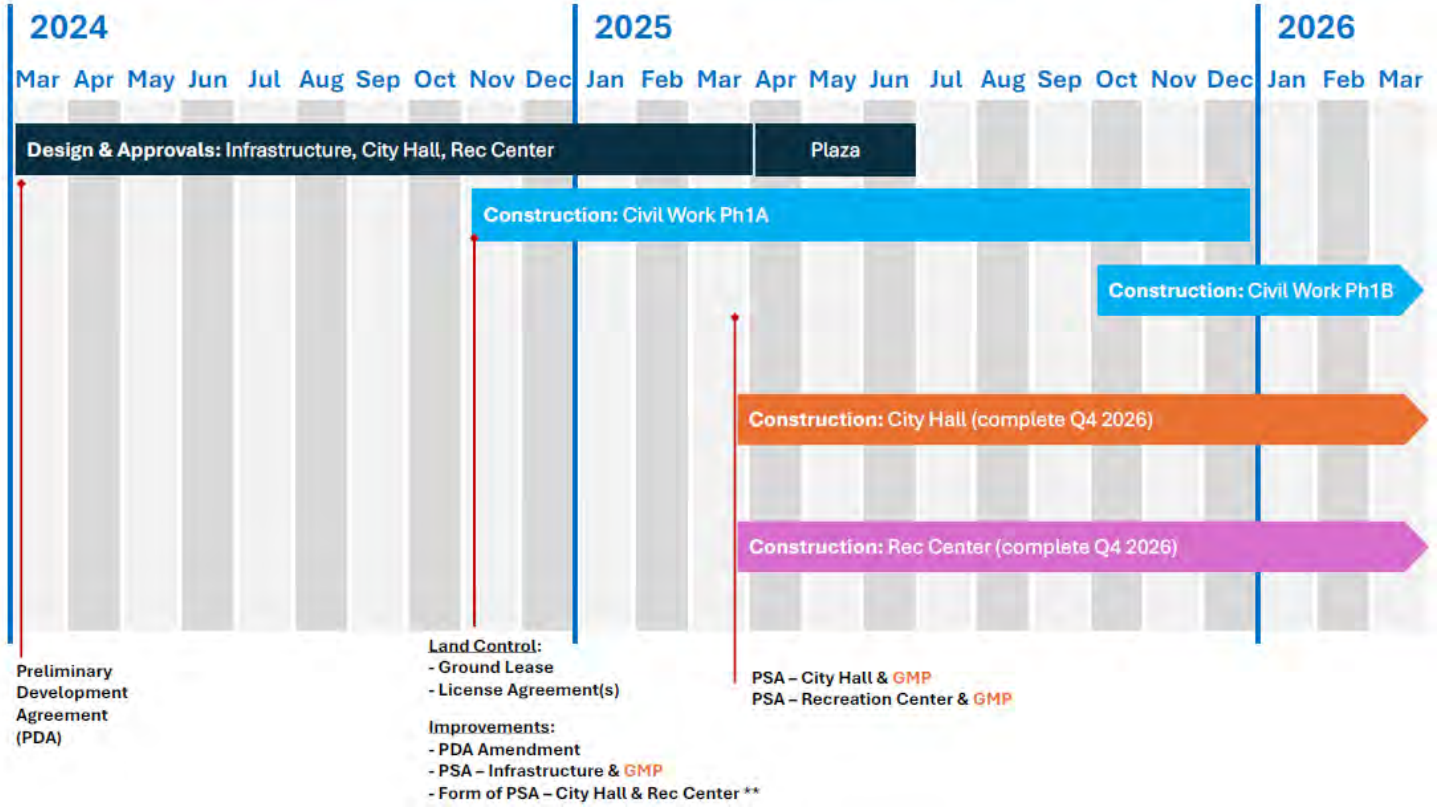 2024 2025 2026
Mar Apr May Jun Jul Aug Sep Oct Nov Dec Jan Feb Mar Apr May Jun Jul Aug Sep Oct Nov Dec Jan Feb Mar
Design & Approvals: Infrastructure, City Hall, Rec Center
Plaza
Construction: Civil Work Ph1A
Construction: Civil Work Ph1B
Construction: City Hall (complete Q4 2026)
Construction: Rec Center (complete Q4 2026)
Preliminary
Development
Agreement
(PDA)
Land Control:
- Ground Lease
- License Agreement(s)
Improvements:
- PDA Amendment
- PSA – Infrastructure & GMP
- Form of PSA – City Hall & Rec Center **
PSA – City Hall & GMP
PSA – Recreation Center & GMP